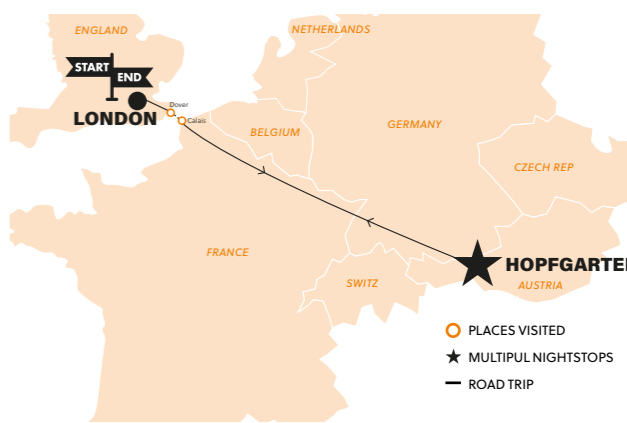 ENGLAND
NETHERLANDS
START
END
Dover
LONDON
Calais
BELGIUM
GERMANY
CZECH REP
FRANCE
HOPFGARTEN
SWITZ
AUSTRIA
PLACES VISITED
MULTIPUL NIGHTSTOPS
ROAD TRIP